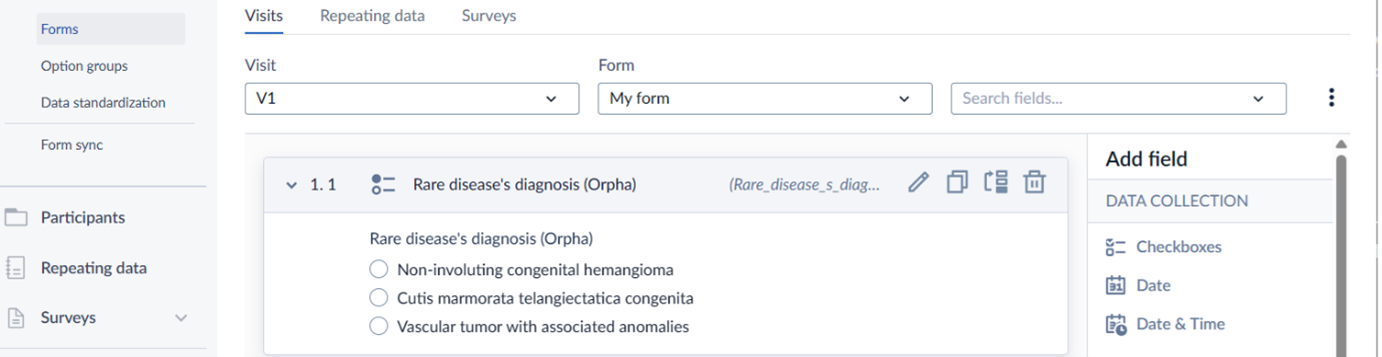 Forms
Option groups
Data standardization
Form sync
Participants
Repeating data
Surveys
Visits Repeating data Surveys
Visit Form
V1 My form Search fields...
1. 1 Rare disease's diagnosis (Orpha) (Rare_disease_s_diag...
Rare disease's diagnosis (Orpha)
Non-involuting congenital hemangioma
Cutis marmorata telangiectatica congenita
Vascular tumor with associated anomalies
Add field
DATA COLLECTION
Checkboxes
31 Date
Date & Time